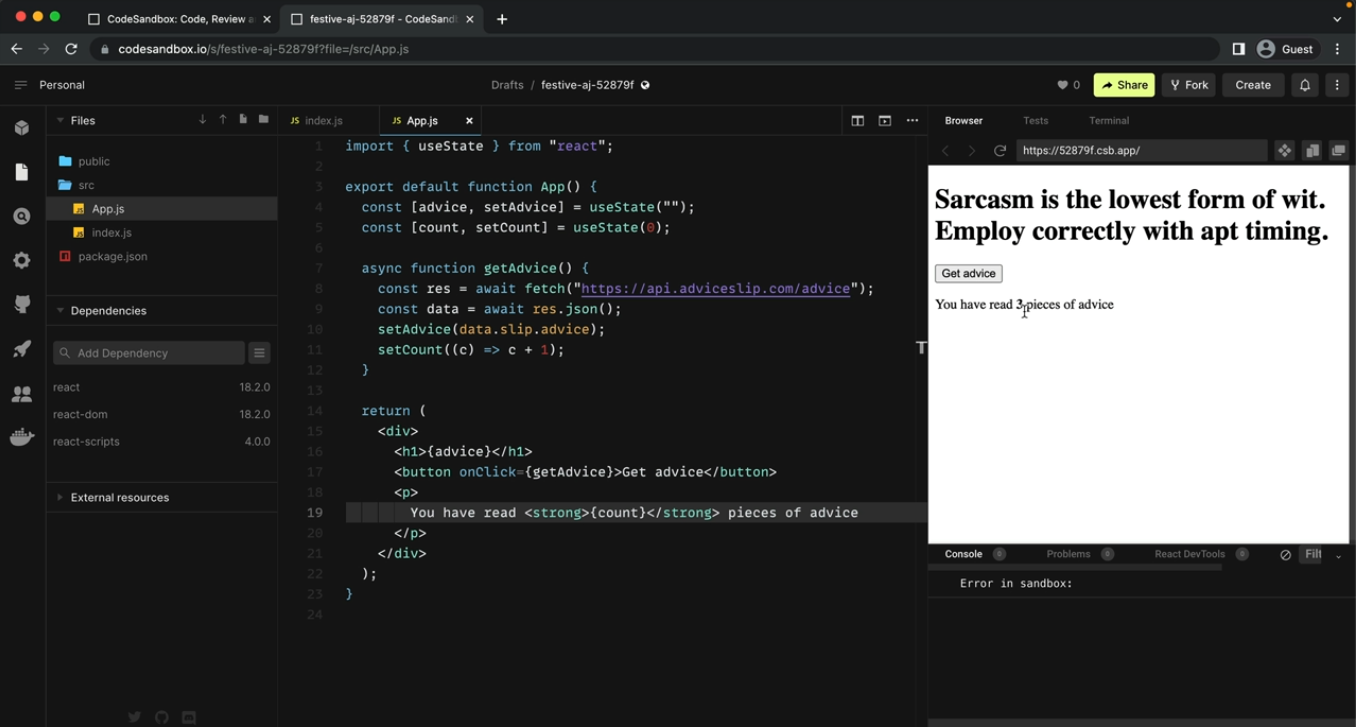 CodeSandbox: Code, Review a
festive-aj-52879f - CodeSandl
codesandbox.io/s/festive-aj-52879f?file=/src/App.js
Guest
Personal
Drafts / festive-aj-52879f
0
Share
Fork
Create
Files
public
src
App.js
index.js
package.json
Dependencies
Add Dependency
react 18.2.0
react-dom 18.2.0
react-scripts 4.0.0
External resources
JS index.js
JS App.js
1 import { useState } from "react";
2
3 export default function App() {
4 const [advice, setAdvice] = useState("");
5 const [count, setCount] = useState(0);
6
7 async function getAdvice() {
8 const res = await fetch("https://api.adviceslip.com/advice");
9 const data = await res.json();
10 setAdvice(data.slip.advice);
11 setCount((c) => c + 1);
12 }
13
14 return (
15 <div>
16 <h1>{advice}</h1>
17 <button onClick={getAdvice}>Get advice</button>
18 <p>
19 You have read <strong>{count}</strong> pieces of advice
20 </p>
21 </div>
22 );
23 }
24
Browser
Tests
Terminal
https://52879f.csb.app/
Sarcasm is the lowest form of wit.
Employ correctly with apt timing.
Get advice
You have read 3 pieces of advice
Console 0
Problems 0
React DevTools 0
Filt
Error in sandbox: